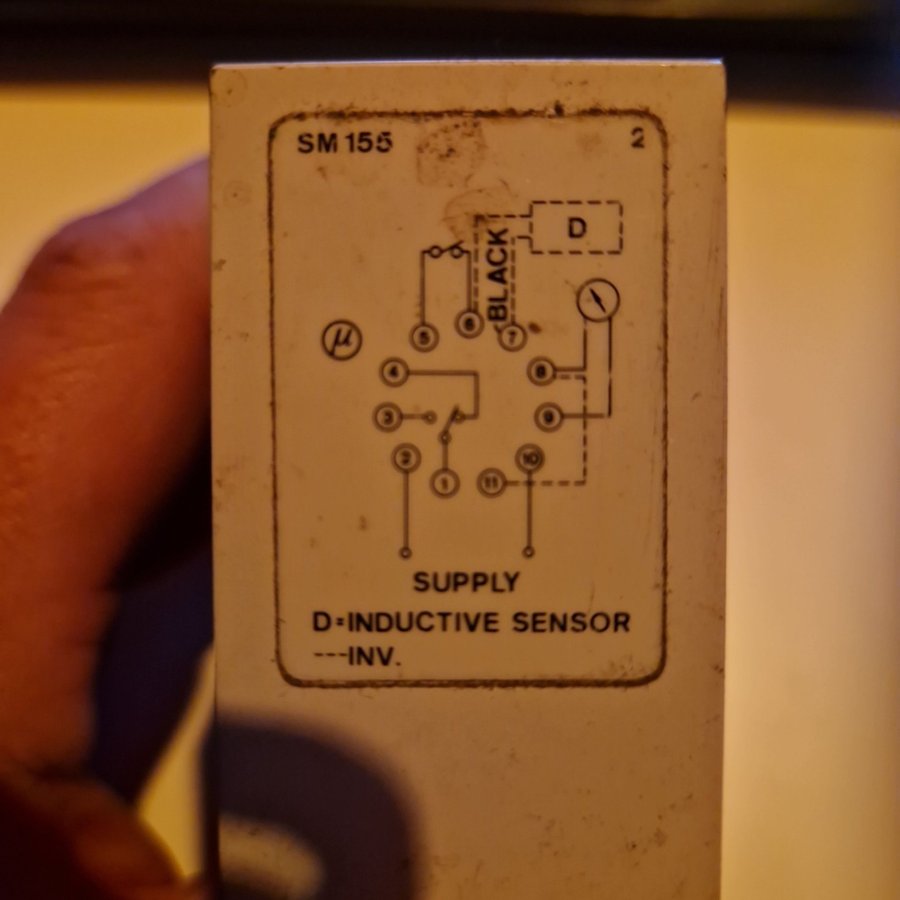 SM 155 2
D
BLACK
μ
5 6 7
4 8
3 9
2 10
1 11
SUPPLY
D=INDUCTIVE SENSOR
---INV.